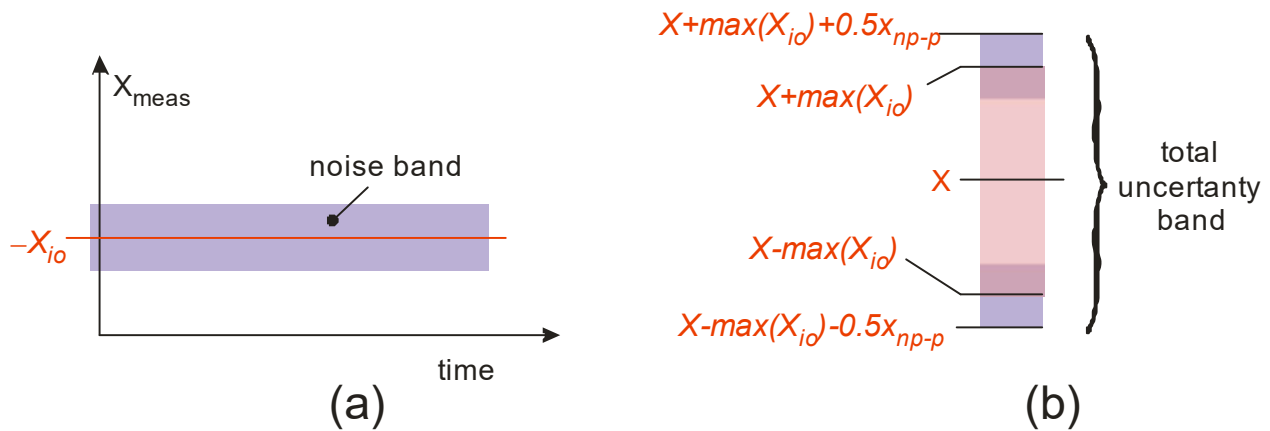 X_meas
noise band
–X_io
time
(a)
X+max(X_io)+0.5x_np-p
X+max(X_io)
X
X-max(X_io)
X-max(X_io)-0.5x_np-p
total
uncertanty
band
(b)